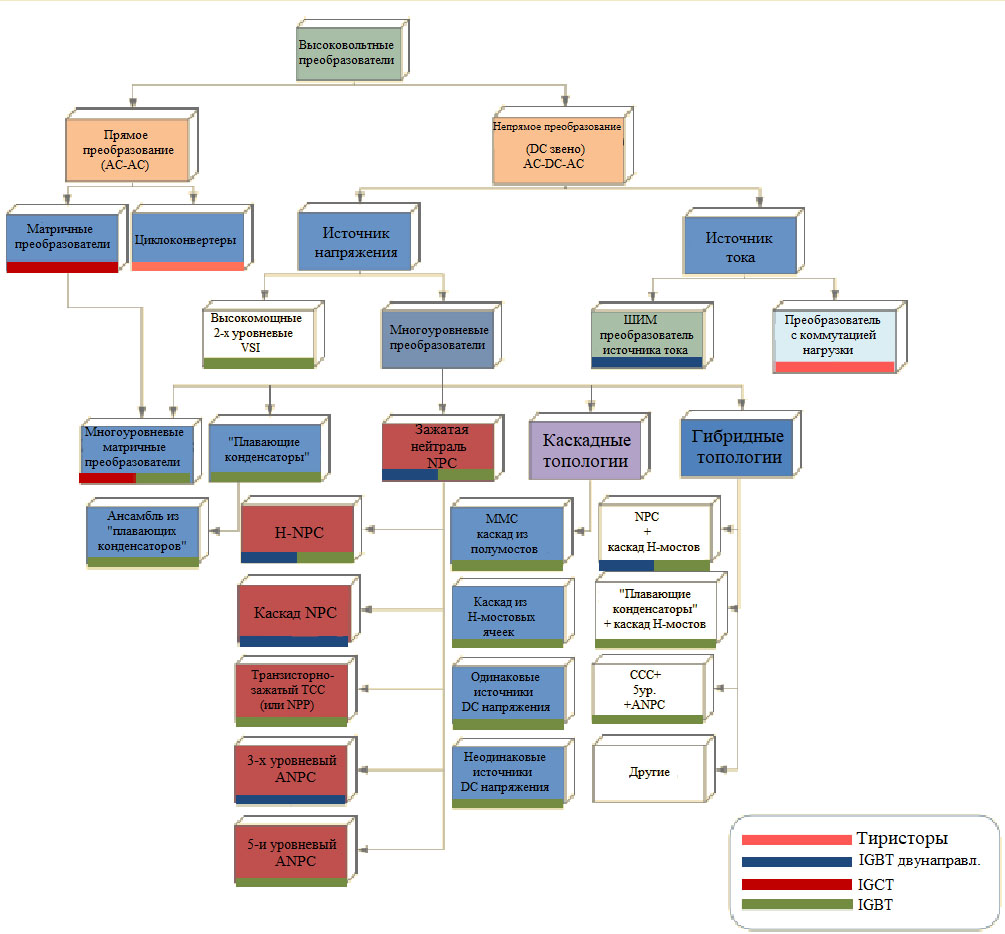 Высоковольтные
преобразователи
Прямое
преобразование
(AC-AC)
Непрямое преобразование
(DC звено)
AC-DC-AC
Матричные
преобразователи
Циклоконвертеры
Источник
напряжения
Источник
тока
Высокомощные
2-х уровневые
VSI
Многоуровневые
преобразователи
ШИМ
преобразователь
источника тока
Преобразователь
с коммутацией
нагрузки
Многоуровневые
матричные
преобразователи
"Плавающие
конденсаторы"
Зажатая
нейтраль
NPC
Каскадные
топологии
Гибридные
топологии
Ансамбль из
"плавающих
конденсаторов"
H-NPC
ММС
каскад из
полумостов
NPC
+
каскад Н-мостов
Каскад NPC
Каскад из
Н-мостовых
ячеек
"Плавающие
конденсаторы"
+ каскад Н-мостов
Транзисторно-
зажатый ТСС
(или NPP)
Одинаковые
источники
DC напряжения
CCC+
5ур.
+ANPC
3-х уровневый
ANPC
Неодинаковые
источники
DC напряжения
Другие
5-и уровневый
ANPC
Тиристоры
IGBT двунаправл.
IGCT
IGBT